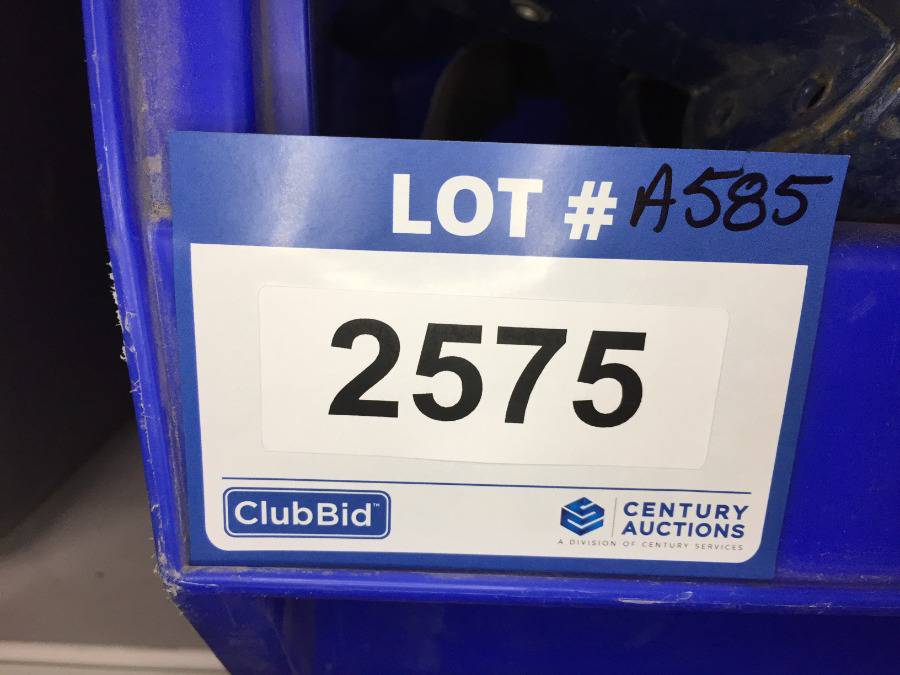 LOT # A585
2575
ClubBid™
CENTURY
AUCTIONS
A DIVISION OF CENTURY SERVICES